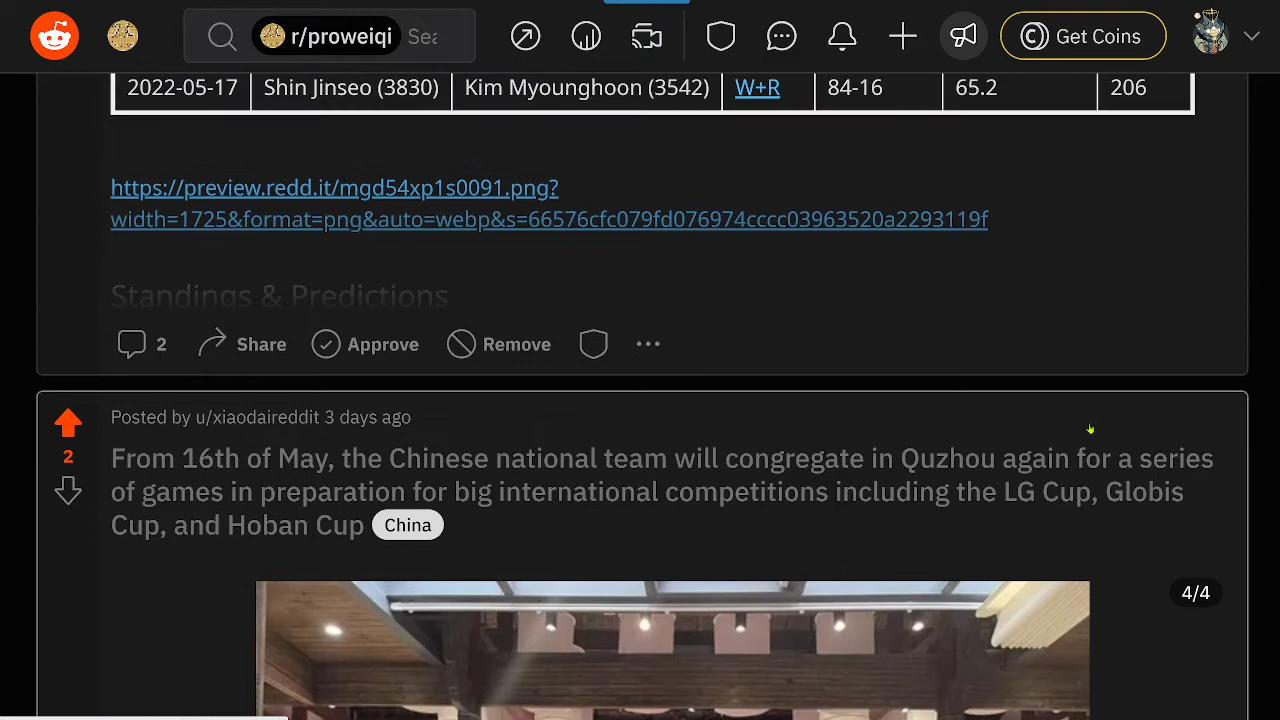 r/proweiqi Sea
Get Coins
2022-05-17 Shin Jinseo (3830) Kim Myounghoon (3542) W+R 84-16 65.2 206
https://preview.redd.it/mgd54xp1s0091.png?
width=1725&format=png&auto=webp&s=66576cfc079fd076974cccc03963520a2293119f
Standings & Predictions
2 Share Approve Remove
Posted by u/xiaodaireddit 3 days ago
2
From 16th of May, the Chinese national team will congregate in Quzhou again for a series
of games in preparation for big international competitions including the LG Cup, Globis
Cup, and Hoban Cup China
4/4